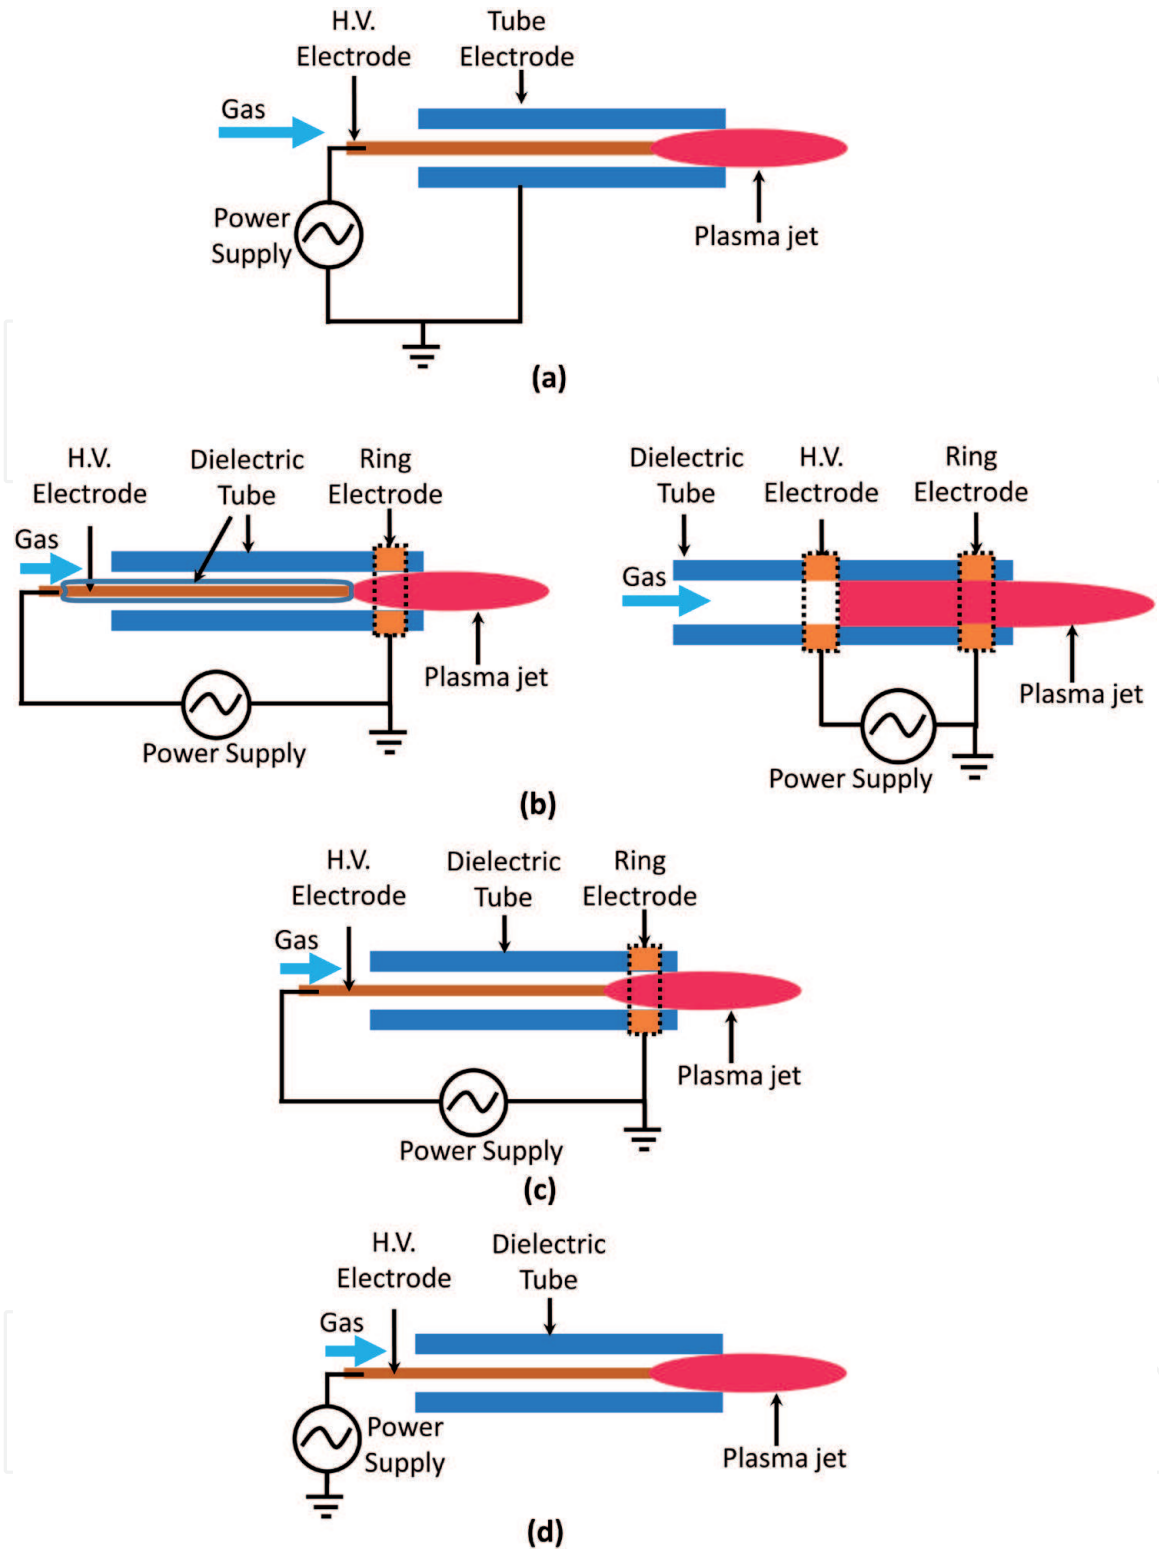 H.V.
Electrode
Tube
Electrode
Gas
Power
Supply
Plasma jet
(a)
H.V.
Electrode
Dielectric
Tube
Ring
Electrode
Gas
Plasma jet
Power Supply
Dielectric
Tube
H.V.
Electrode
Ring
Electrode
Gas
Plasma jet
Power Supply
(b)
H.V.
Electrode
Dielectric
Tube
Ring
Electrode
Gas
Plasma jet
Power Supply
(c)
H.V.
Electrode
Dielectric
Tube
Gas
Power
Supply
Plasma jet
(d)